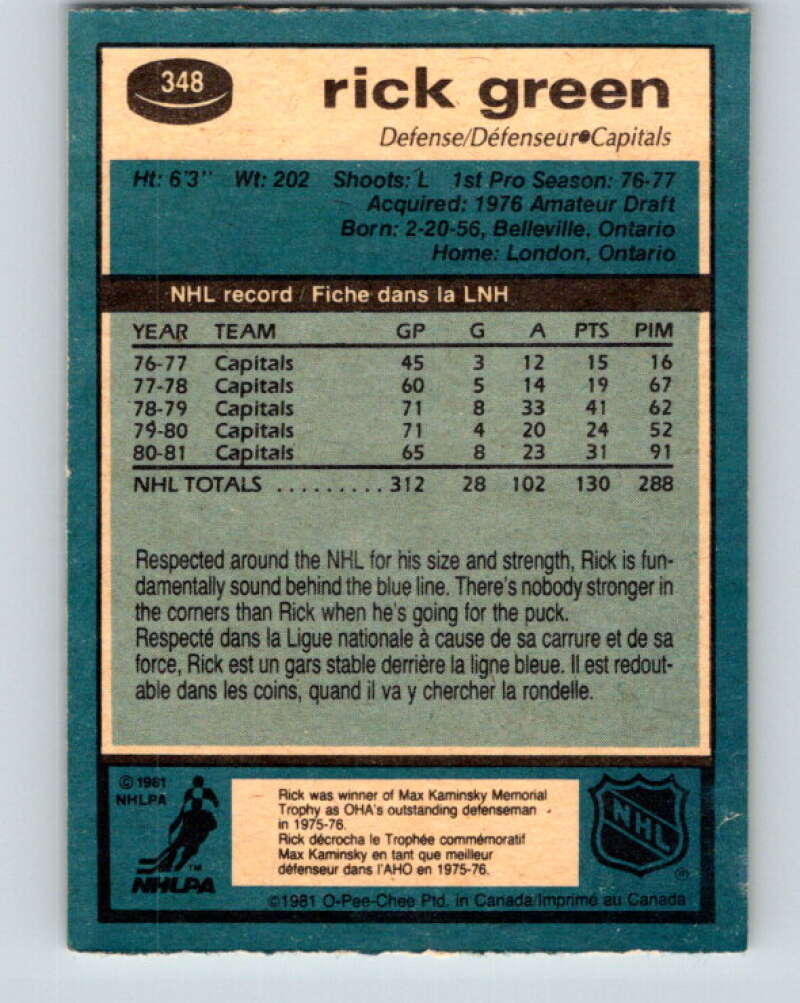 348
rick green
Defense/Défenseur•Capitals
Ht: 6'3" Wt: 202 Shoots: L 1st Pro Season: 76-77
Acquired: 1976 Amateur Draft
Born: 2-20-56, Belleville, Ontario
Home: London, Ontario
NHL record / Fiche dans la LNH
YEAR TEAM GP G A PTS PIM
76-77 Capitals 45 3 12 15 16
77-78 Capitals 60 5 14 19 67
78-79 Capitals 71 8 33 41 62
79-80 Capitals 71 4 20 24 52
80-81 Capitals 65 8 23 31 91
NHL TOTALS ......... 312 28 102 130 288
Respected around the NHL for his size and strength, Rick is fun-
damentally sound behind the blue line. There's nobody stronger in
the corners than Rick when he's going for the puck.
Respecté dans la Ligue nationale à cause de sa carrure et de sa
force, Rick est un gars stable derrière la ligne bleue. Il est redout-
able dans les coins, quand il va y chercher la rondelle.
© 1981
NHLPA
TM
NHLPA
Rick was winner of Max Kaminsky Memorial
Trophy as OHA's outstanding defenseman
in 1975-76.
Rick décrocha le Trophée commémoratif
Max Kaminsky en tant que meilleur
défenseur dans l'AHO en 1975-76.
NHL
®
©1981 O-Pee-Chee Ptd. in Canada/Imprimé au Canada